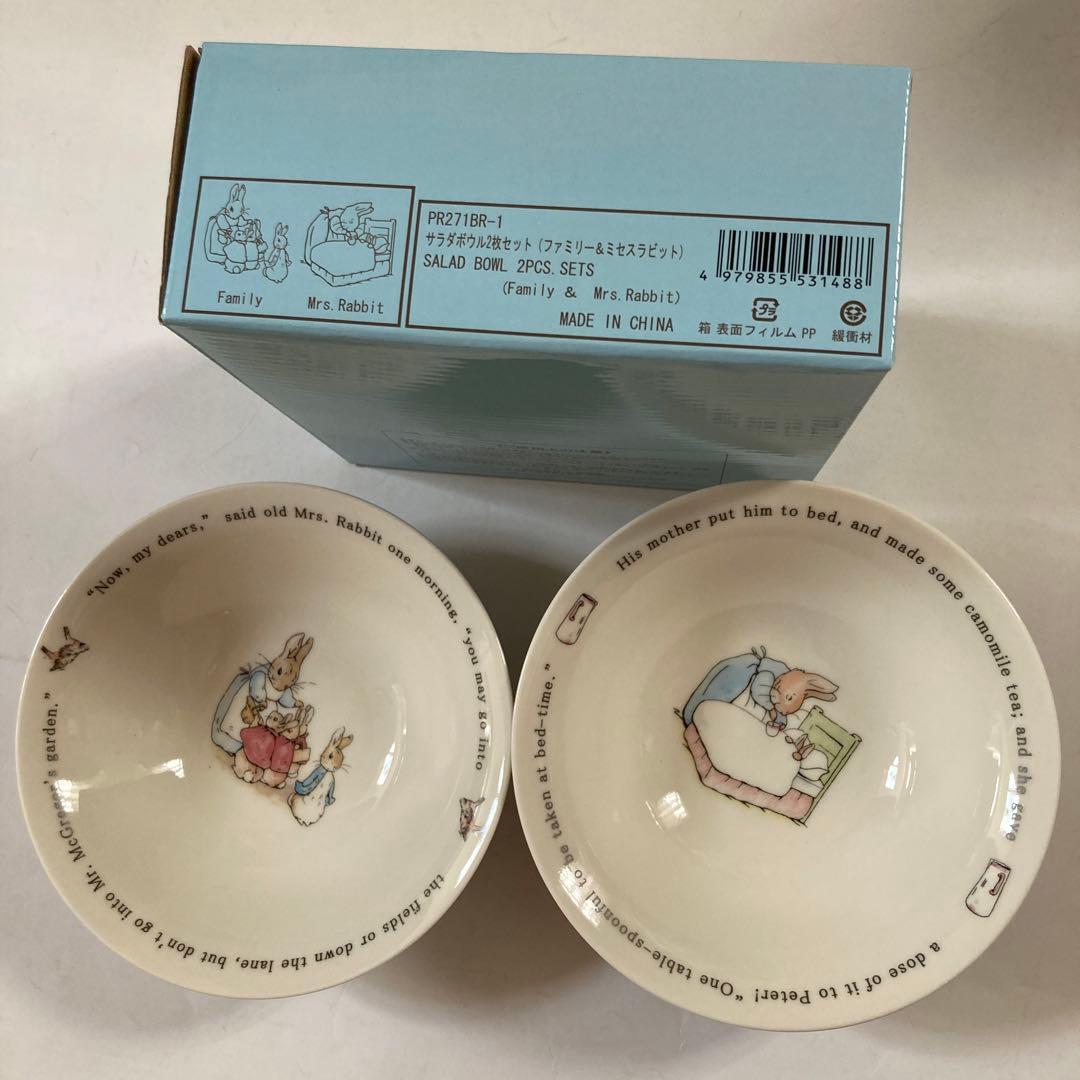 Family
Mrs.Rabbit
PR271BR-1
サラダボウル2枚セット(ファミリー&ミセスラビット)
SALAD BOWL 2PCS.SETS
(Family & Mrs.Rabbit)
MADE IN CHINA
4 979855 531488
プラ
箱 表面フィルム PP
緩衝材
"Now, my dears," said old Mrs. Rabbit one morning, "you may go into
the fields or down the lane, but don't go into Mr. McGregor's garden."
His mother put him to bed, and made some camomile tea; and she gave
a dose of it to Peter! "One table-spoonful to be taken at bed-time."